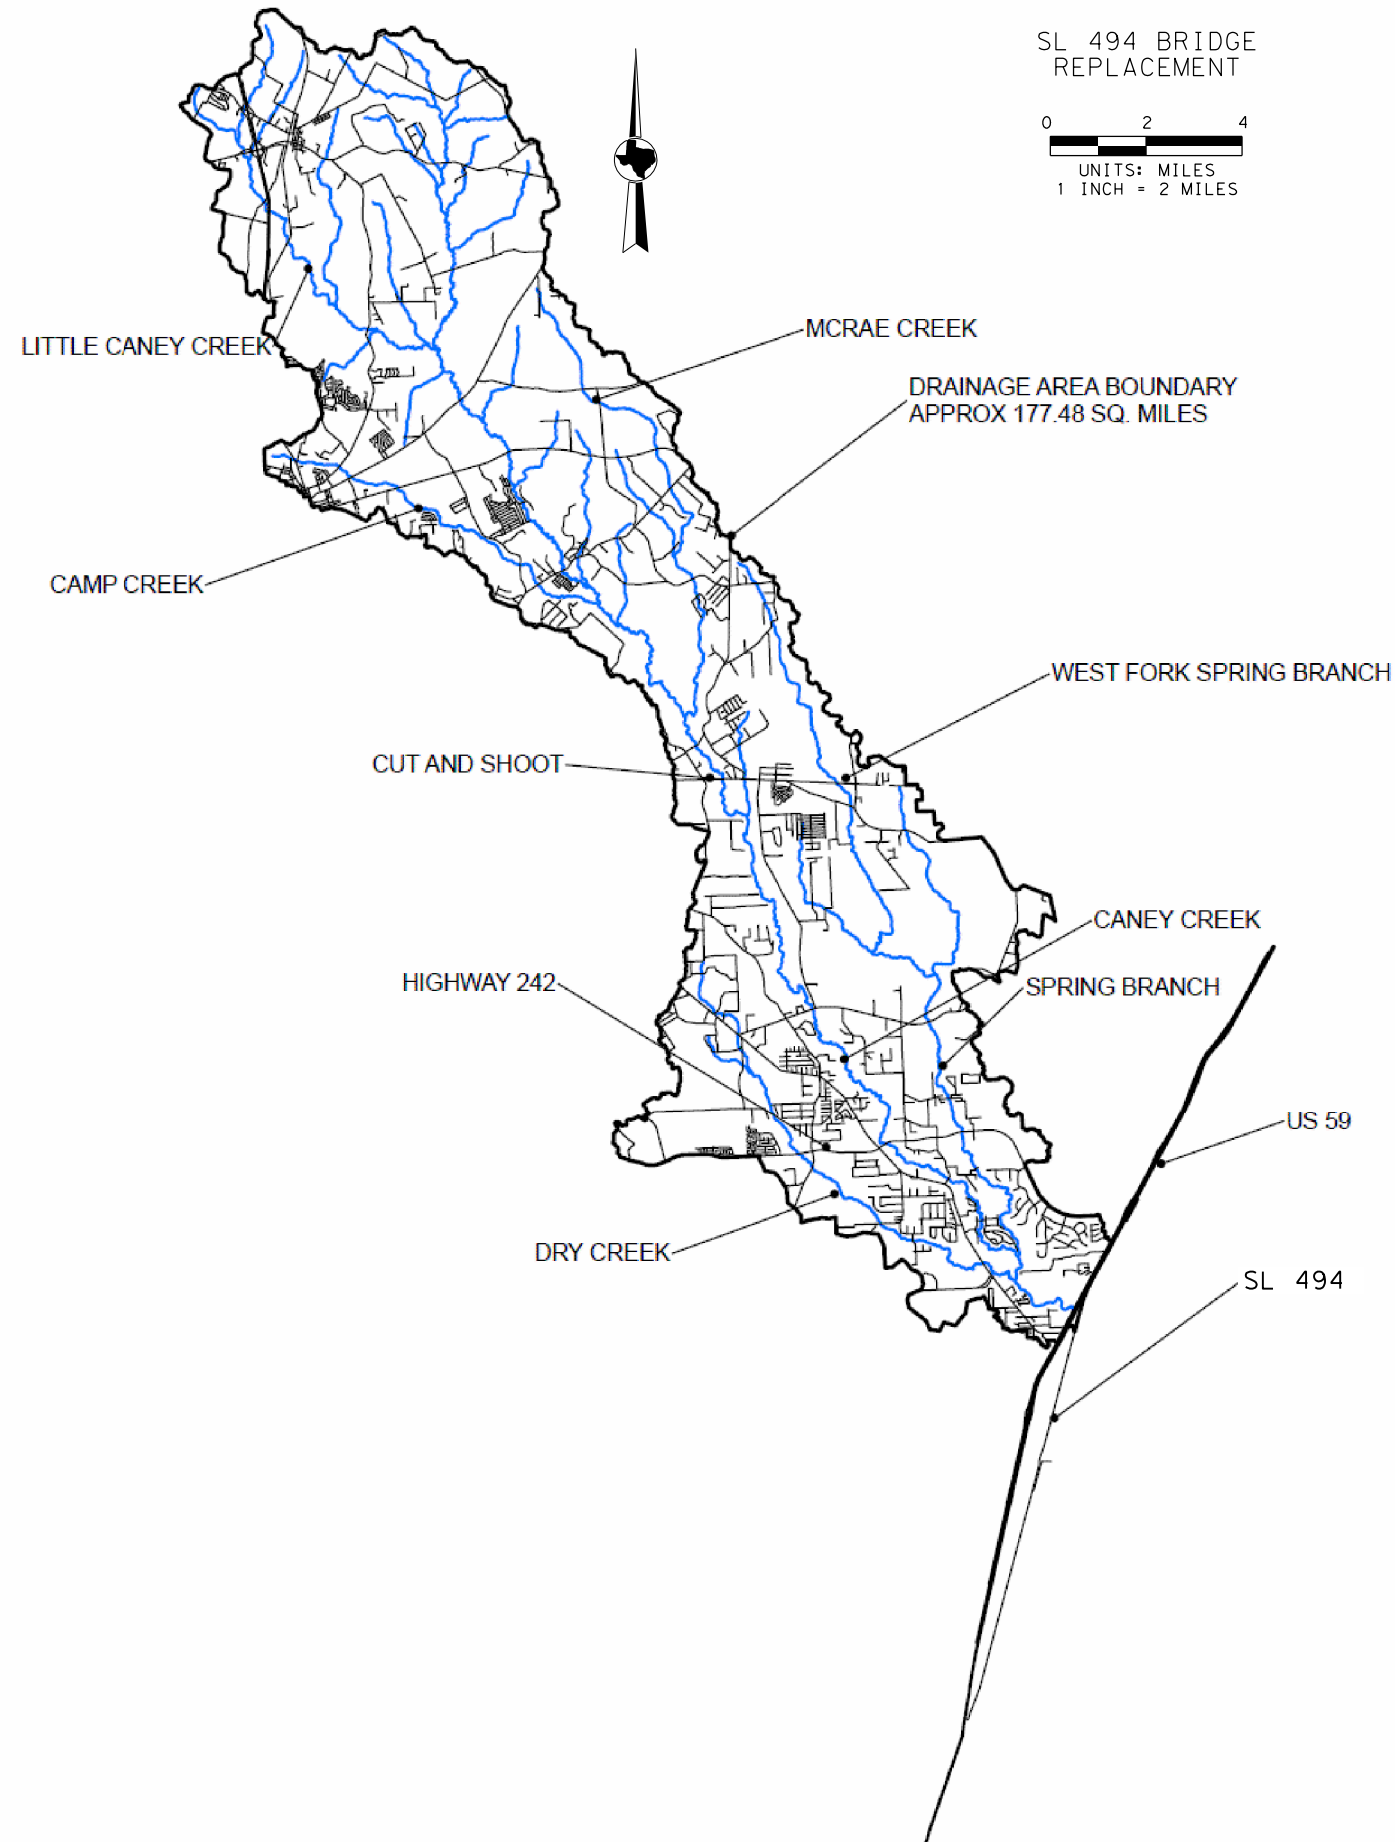 SL 494 BRIDGE
REPLACEMENT
0 2 4
UNITS: MILES
1 INCH = 2 MILES
LITTLE CANEY CREEK
MCRAE CREEK
DRAINAGE AREA BOUNDARY
APPROX 177.48 SQ. MILES
CAMP CREEK
WEST FORK SPRING BRANCH
CUT AND SHOOT
CANEY CREEK
HIGHWAY 242
SPRING BRANCH
US 59
DRY CREEK
SL 494